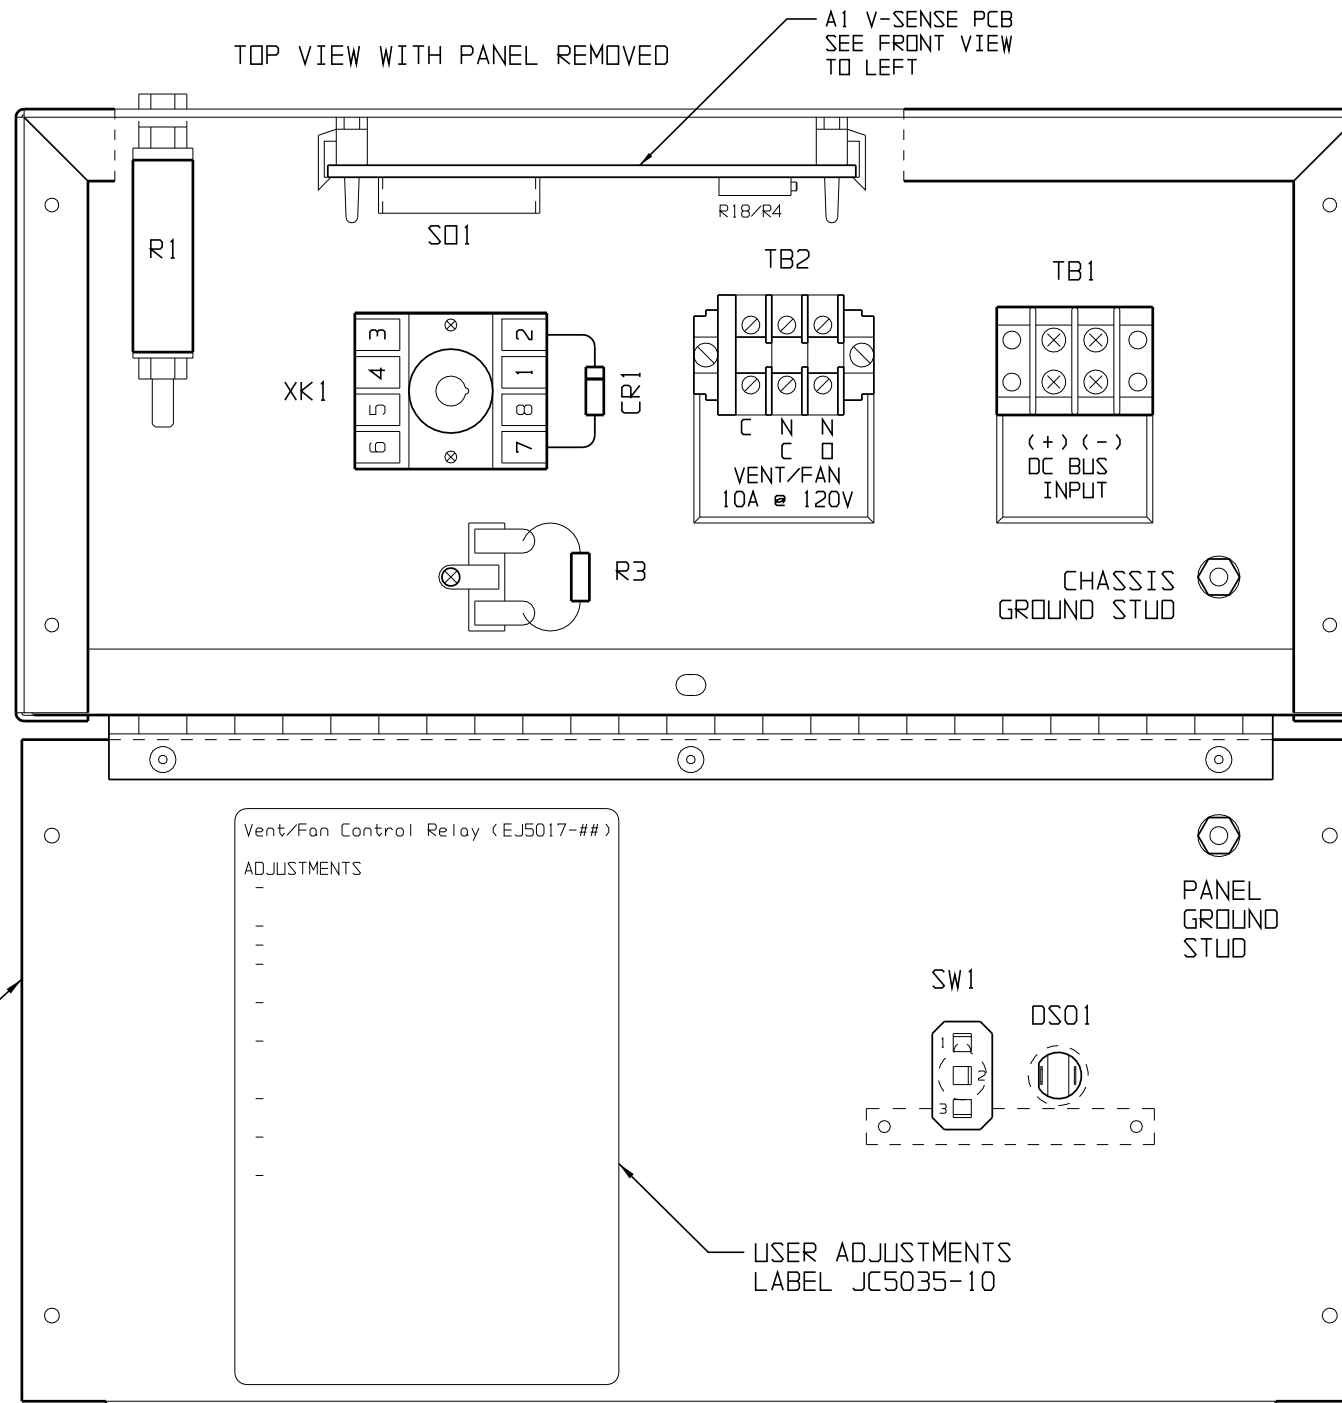 A1 V-SENSE PCB
SEE FRONT VIEW
TO LEFT
TOP VIEW WITH PANEL REMOVED
R18/R4
SO1
R1
TB2
TB1
XK1
3
4
5
6
2
1
8
7
CR1
C N N
C O
VENT/FAN
10A @ 120V
(+) (-)
DC BUS
INPUT
R3
CHASSIS
GROUND STUD
Vent/Fan Control Relay (EJ5017-##)
ADJUSTMENTS
-
-
-
-
-
-
-
-
-
PANEL
GROUND
STUD
SW1
DS01
1
2
3
USER ADJUSTMENTS
LABEL JC5035-10